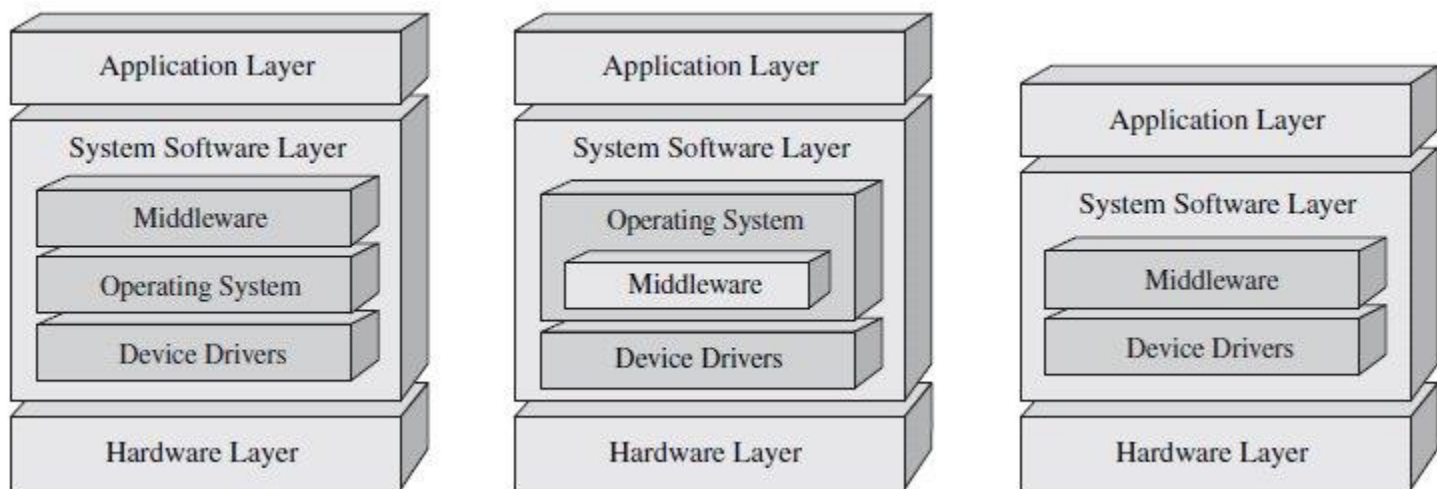 Application Layer
System Software Layer
Middleware
Operating System
Device Drivers
Hardware Layer
Application Layer
System Software Layer
Operating System
Middleware
Device Drivers
Hardware Layer
Application Layer
System Software Layer
Middleware
Device Drivers
Hardware Layer